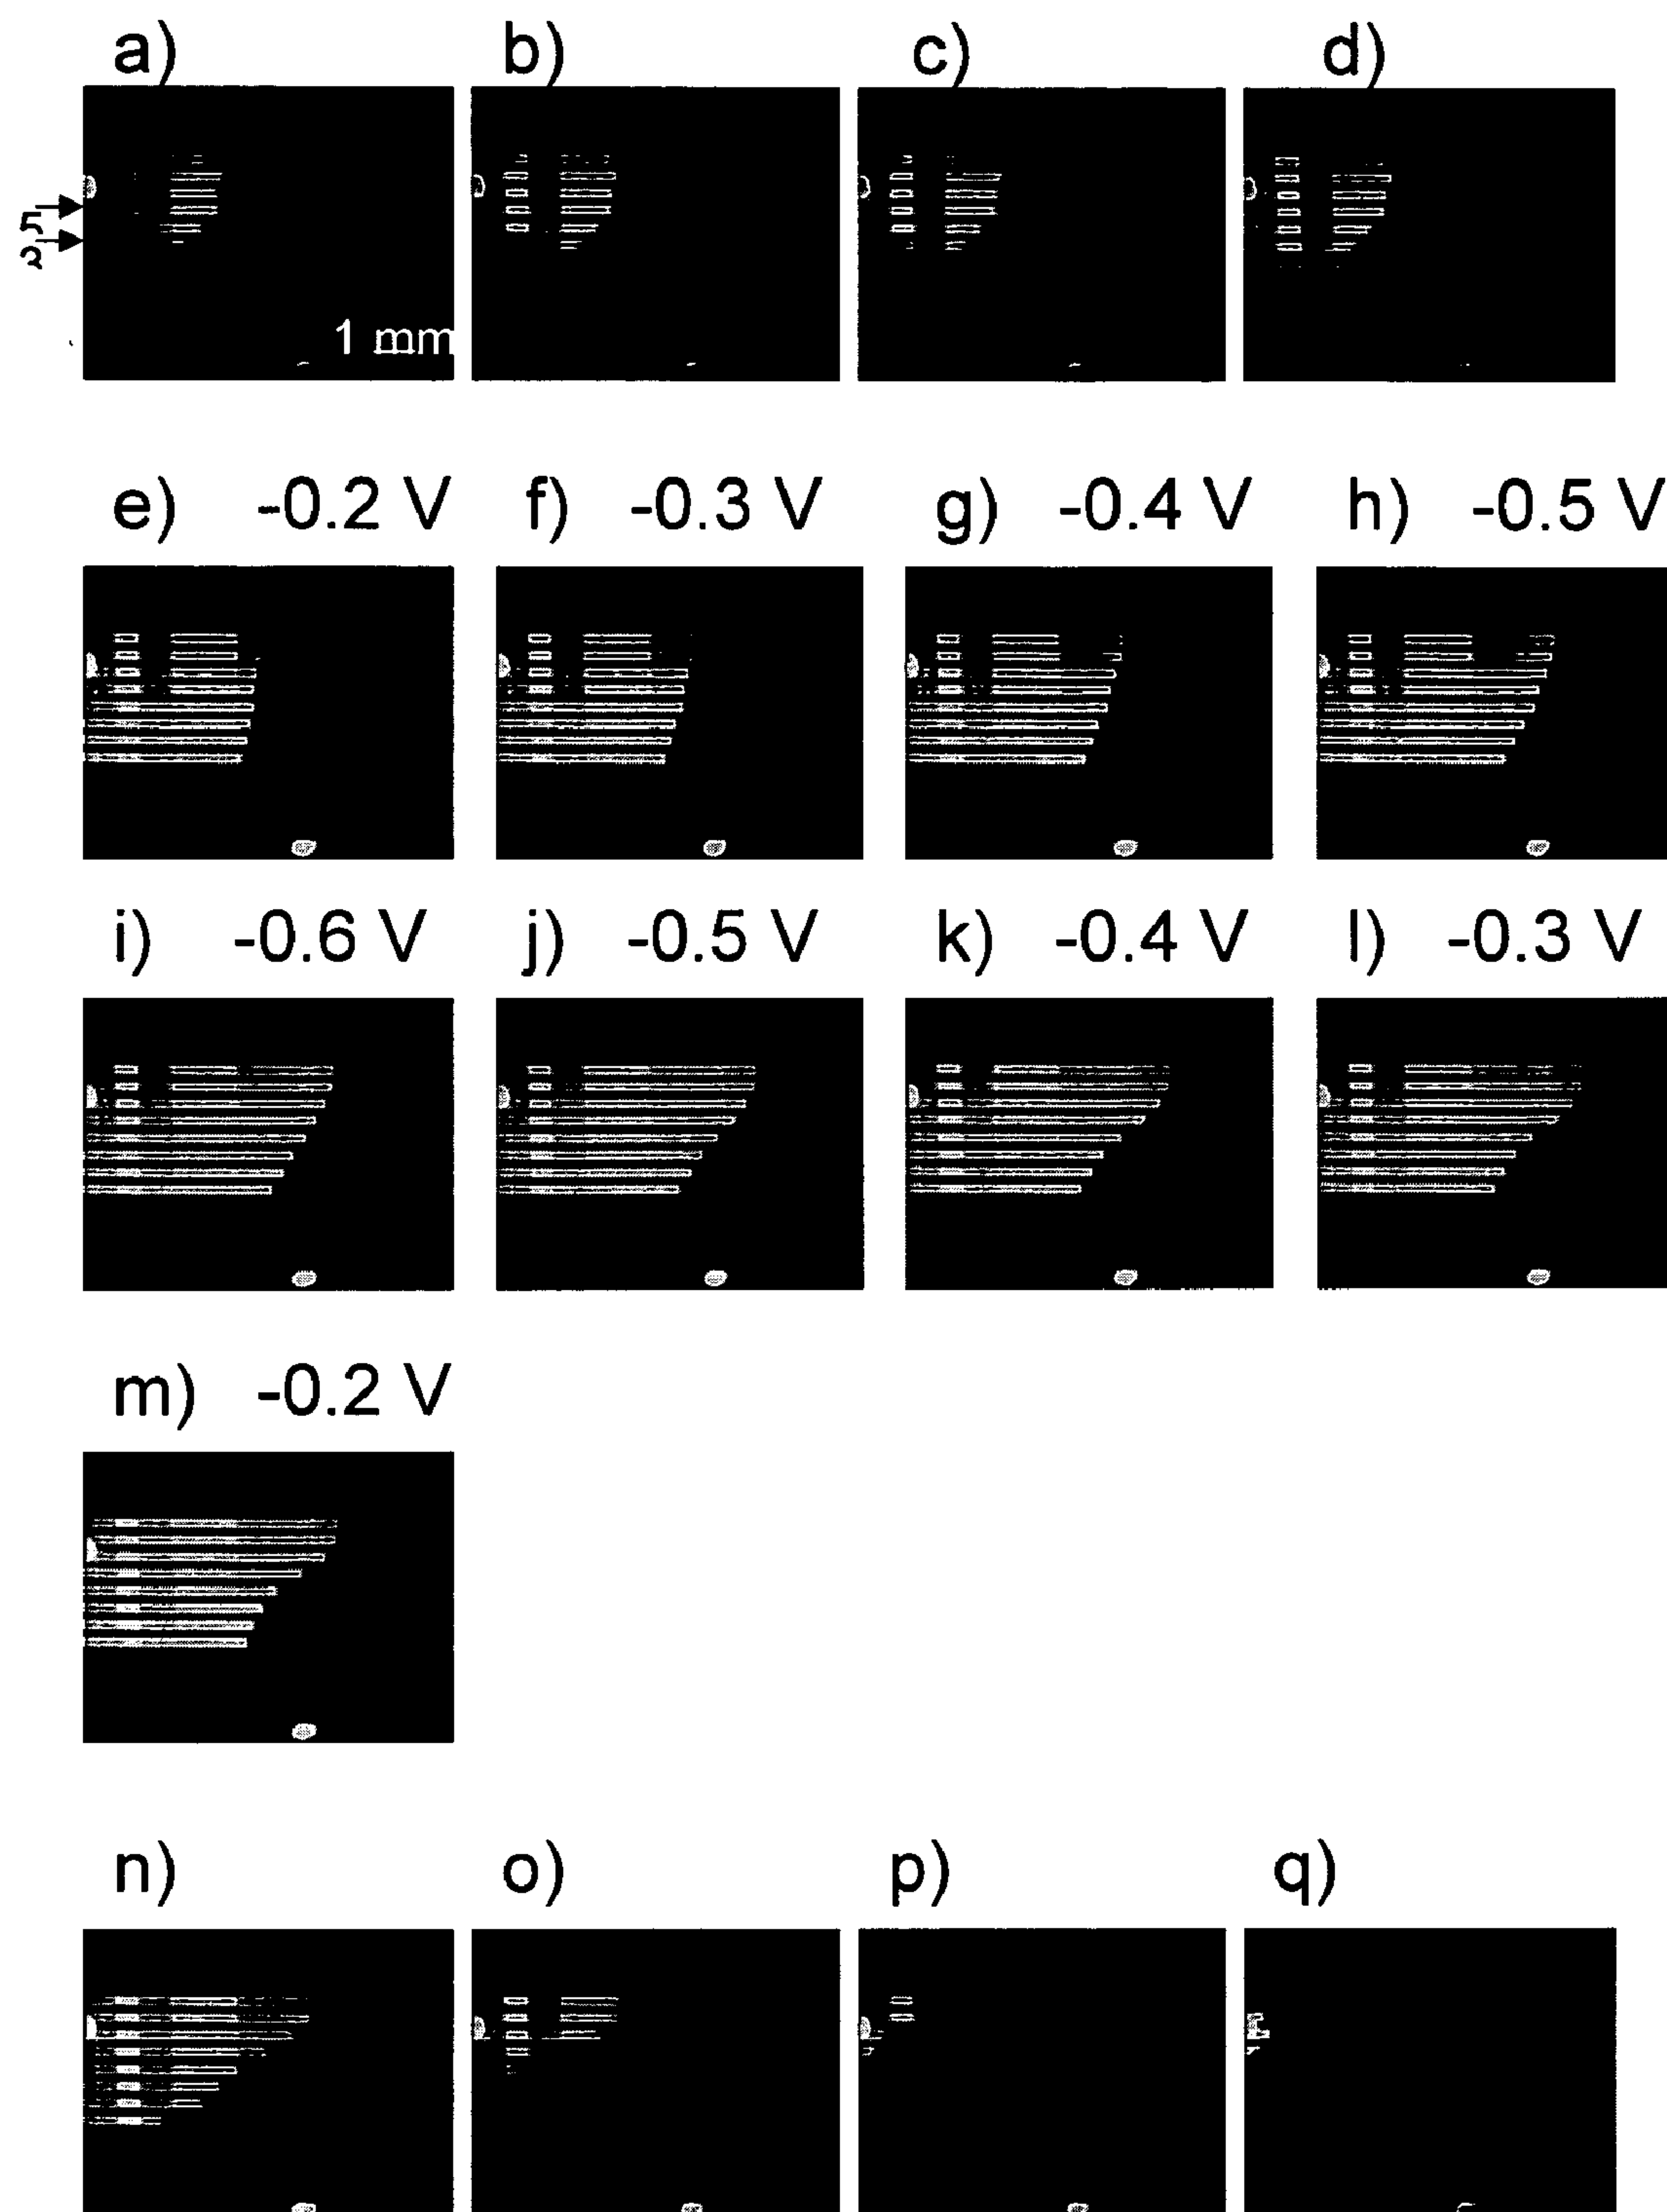 a) b) c) d)
25
1 mm
e) -0.2 V f) -0.3 V g) -0.4 V h) -0.5 V
i) -0.6 V j) -0.5 V k) -0.4 V l) -0.3 V
m) -0.2 V
n) o) p) q)